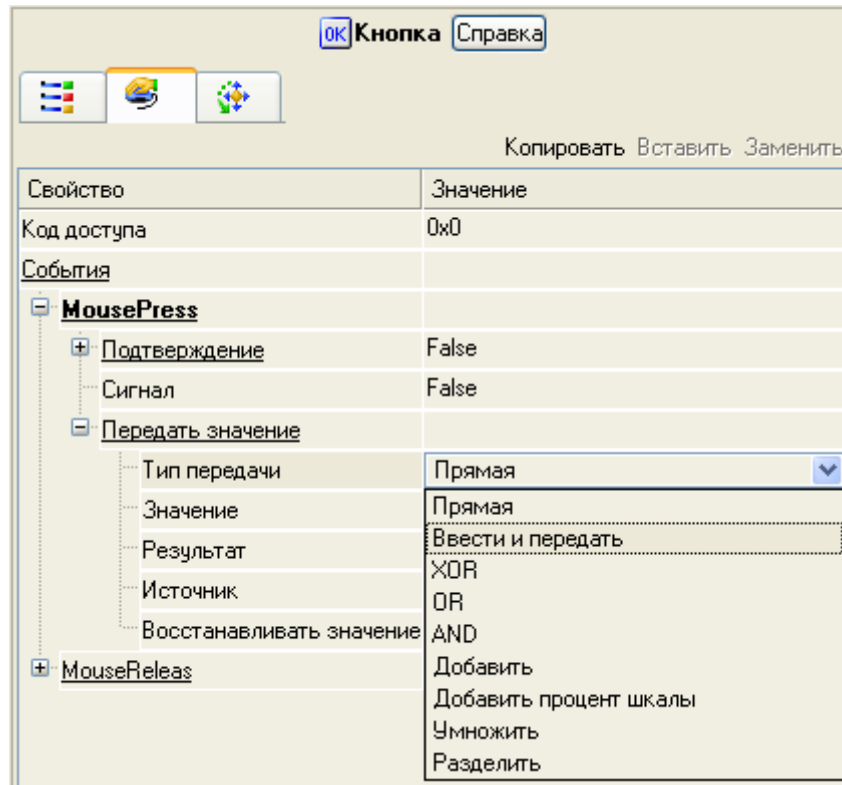 ОК Кнопка Справка
Копировать Вставить Заменить
Свойство Значение
Код доступа 0x0
События
MousePress
Подтверждение False
Сигнал False
Передать значение
Тип передачи Прямая
Значение Прямая
Ввести и передать
Результат XOR
Источник OR
Восстанавливать значение AND
MouseReleas Добавить
Добавить процент шкалы
Умножить
Разделить